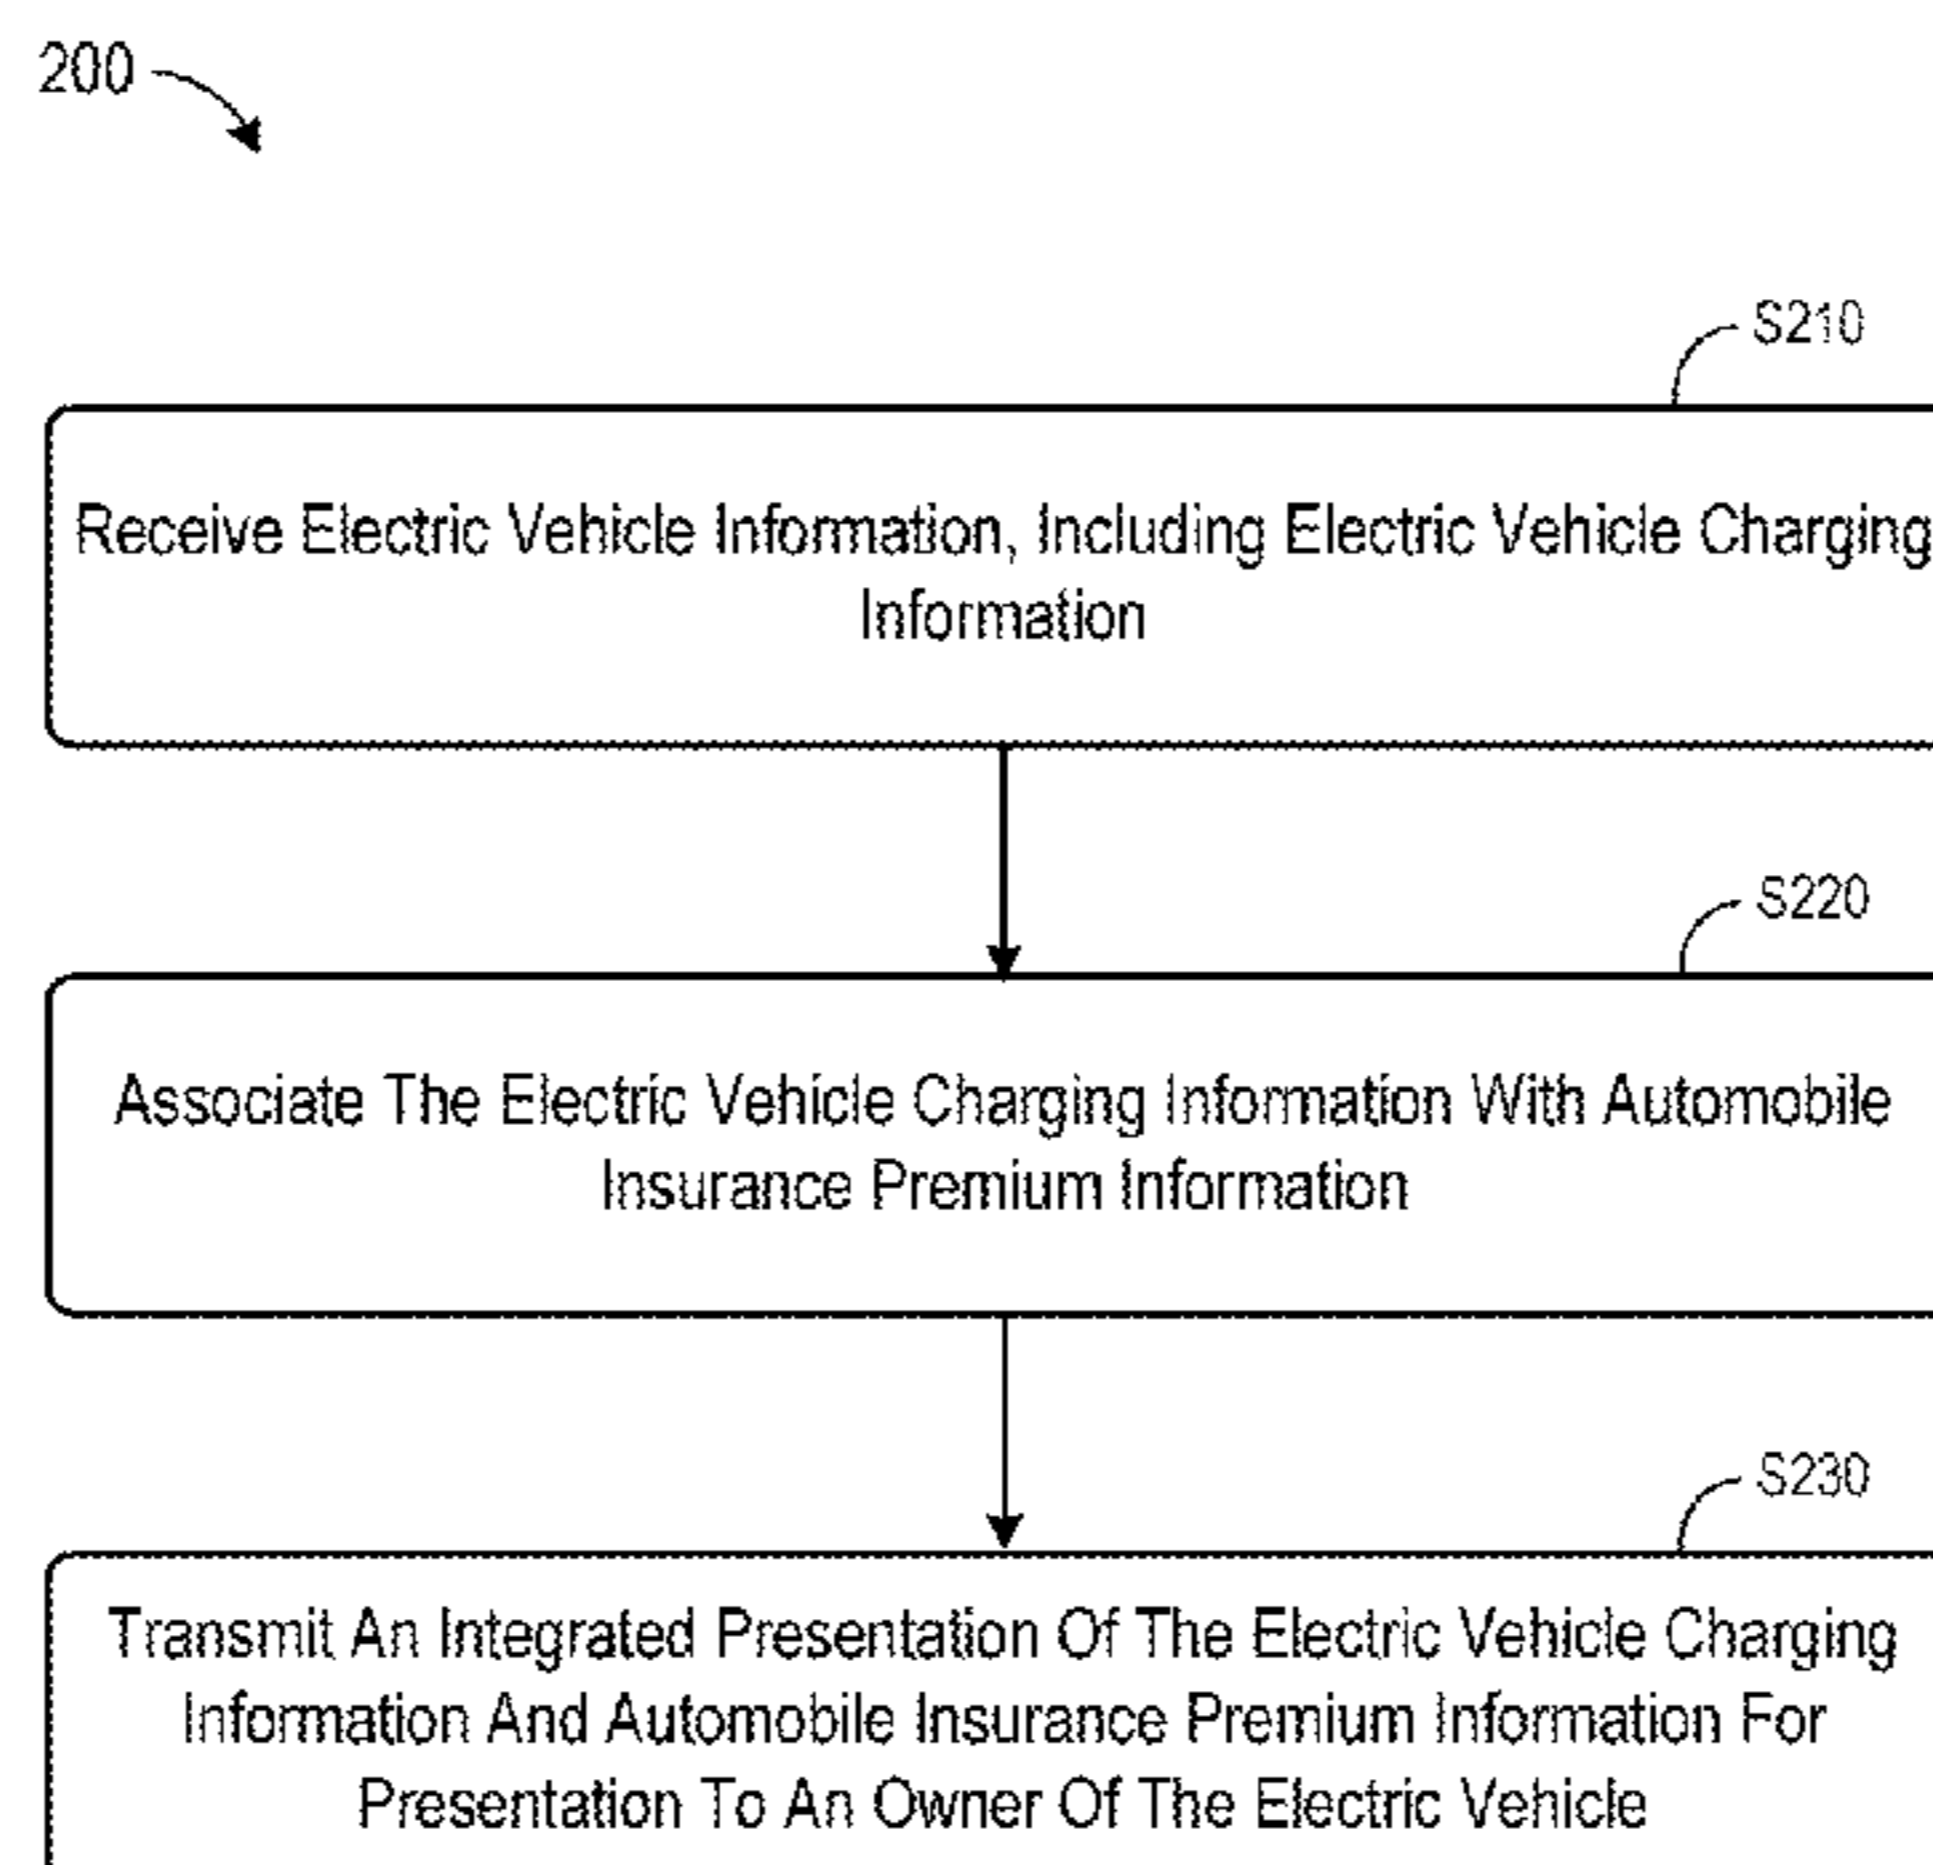 200
S210
Receive Electric Vehicle Information, Including Electric Vehicle Charging
Information
S220
Associate The Electric Vehicle Charging Information With Automobile
Insurance Premium Information
S230
Transmit An Integrated Presentation Of The Electric Vehicle Charging
Information And Automobile Insurance Premium Information For
Presentation To An Owner Of The Electric Vehicle